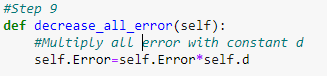 #Step 9
def decrease_all_error(self):
    #Multiply all error with constant d
    self.Error=self.Error*self.d